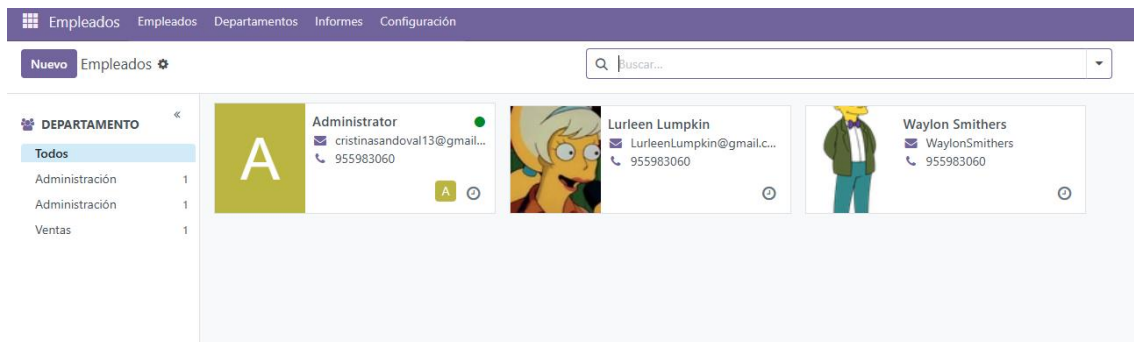 Empleados Empleados Departamentos Informes Configuración
Nuevo Empleados Buscar...
DEPARTAMENTO «
Todos
Administración 1
Administración 1
Ventas 1
A
Administrator
cristinasandoval13@gmail...
955983060
A
Lurleen Lumpkin
LurleenLumpkin@gmail.c...
955983060
Waylon Smithers
WaylonSmithers
955983060